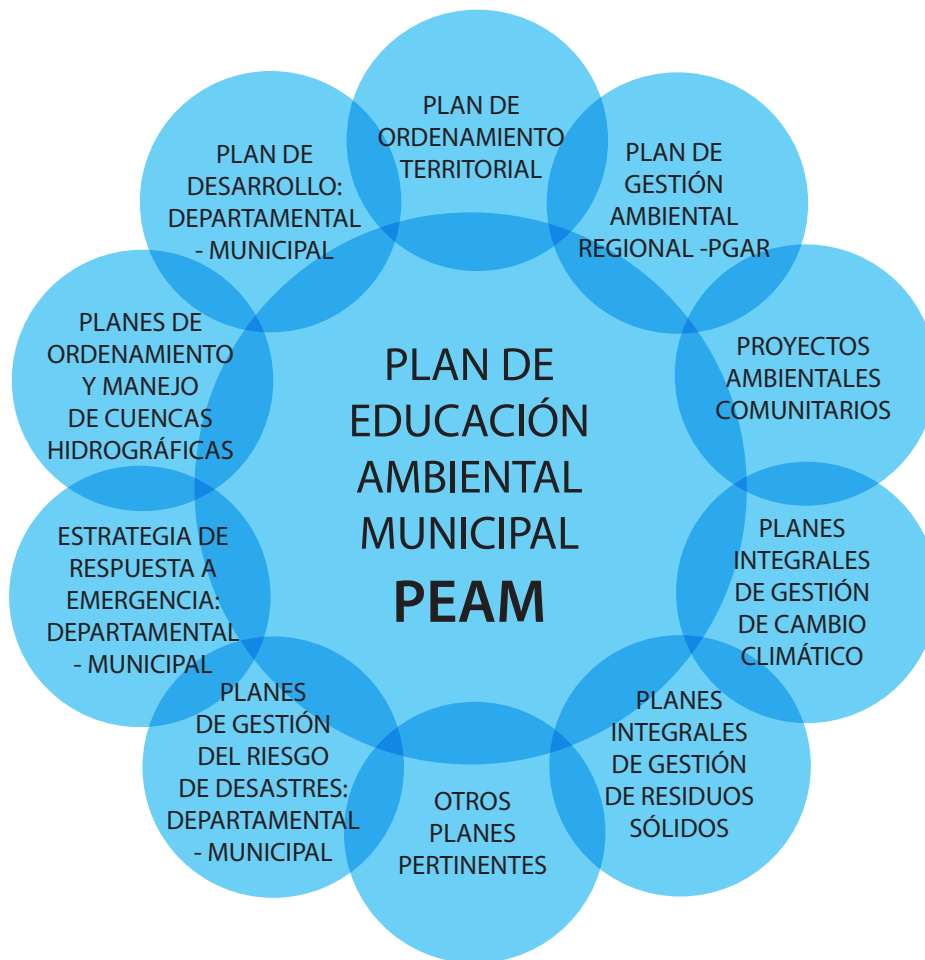 PLAN DE
ORDENAMIENTO
TERRITORIAL
PLAN DE
GESTIÓN
AMBIENTAL
REGIONAL -PGAR
PROYECTOS
AMBIENTALES
COMUNITARIOS
PLANES
INTEGRALES
DE GESTIÓN
DE CAMBIO
CLIMÁTICO
PLANES
INTEGRALES
DE GESTIÓN
DE RESIDUOS
SÓLIDOS
OTROS
PLANES
PERTINENTES
PLANES
DE GESTIÓN
DEL RIESGO
DE DESASTRES:
DEPARTAMENTAL
- MUNICIPAL
ESTRATEGIA DE
RESPUESTA A
EMERGENCIA:
DEPARTAMENTAL
- MUNICIPAL
PLANES DE
ORDENAMIENTO
Y MANEJO
DE CUENCAS
HIDROGRÁFICAS
PLAN DE
DESARROLLO:
DEPARTAMENTAL
- MUNICIPAL
PLAN DE
EDUCACIÓN
AMBIENTAL
MUNICIPAL
PEAM